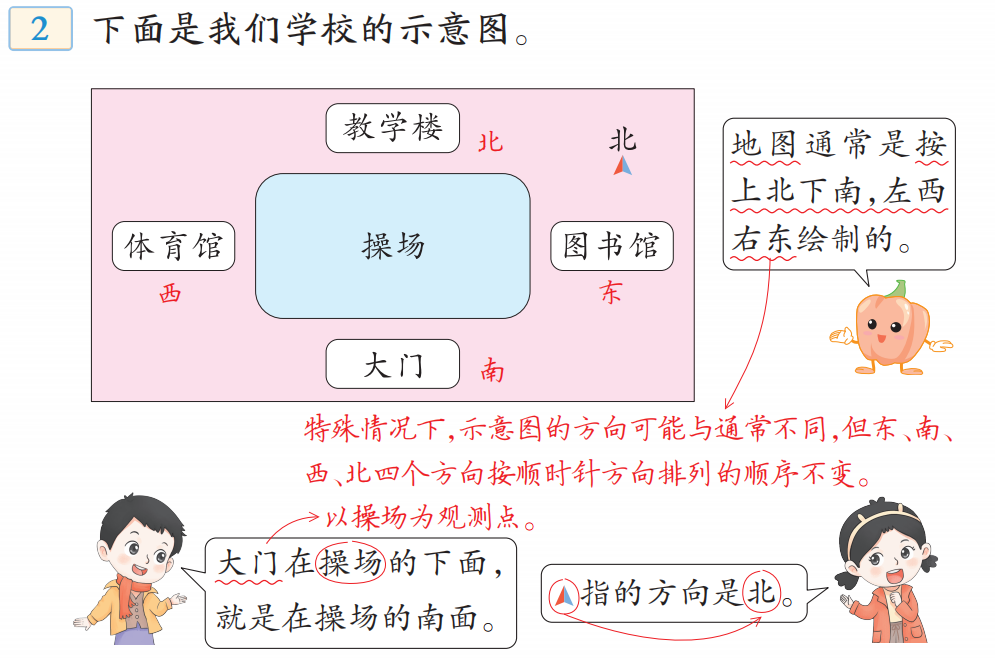 2 下面是我们学校的示意图。
教学楼 北
北
体育馆
西
操场
图书馆
东
大门 南
地图通常是按
上北下南,左西
右东绘制的。
特殊情况下,示意图的方向可能与通常不同,但东、南、
西、北四个方向按顺时针方向排列的顺序不变。
以操场为观测点。
大门在操场的下面,
就是在操场的南面。
指的方向是北。